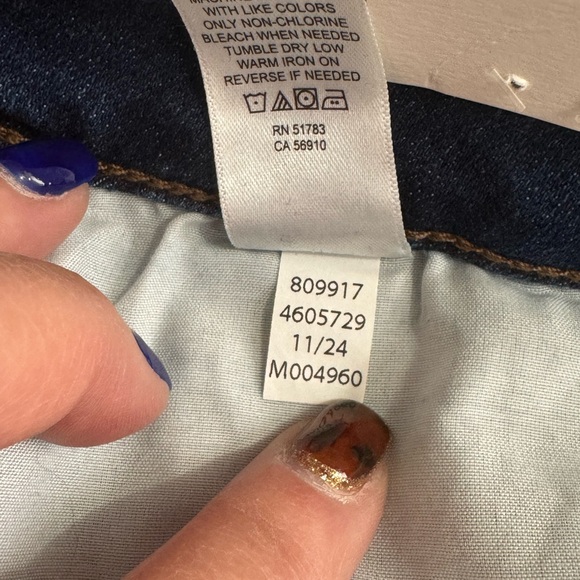 WITH LIKE COLORS
ONLY NON-CHLORINE
BLEACH WHEN NEEDED
TUMBLE DRY LOW
WARM IRON ON
REVERSE IF NEEDED
RN 51783
CA 56910
809917
4605729
11/24
M004960